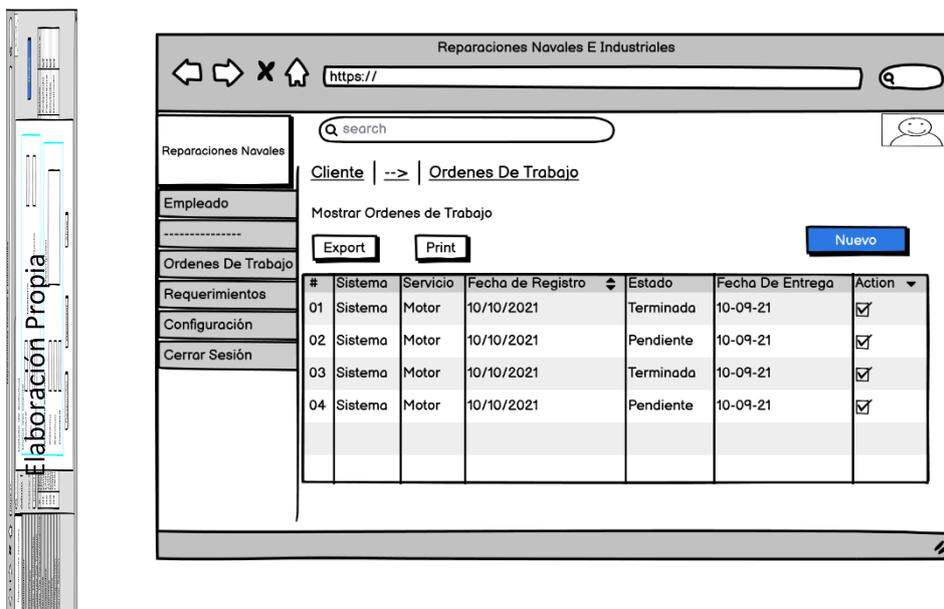 Elaboración Propia
Reparaciones Navales E Industriales
https://
search
Reparaciones Navales
Cliente | --> | Ordenes De Trabajo
Empleado
---------------
Ordenes De Trabajo
Requerimientos
Configuración
Cerrar Sesión
Mostrar Ordenes de Trabajo
Export Print Nuevo
# Sistema Servicio Fecha de Registro Estado Fecha De Entrega Action
01 Sistema Motor 10/10/2021 Terminada 10-09-21
02 Sistema Motor 10/10/2021 Pendiente 10-09-21
03 Sistema Motor 10/10/2021 Terminada 10-09-21
04 Sistema Motor 10/10/2021 Pendiente 10-09-21